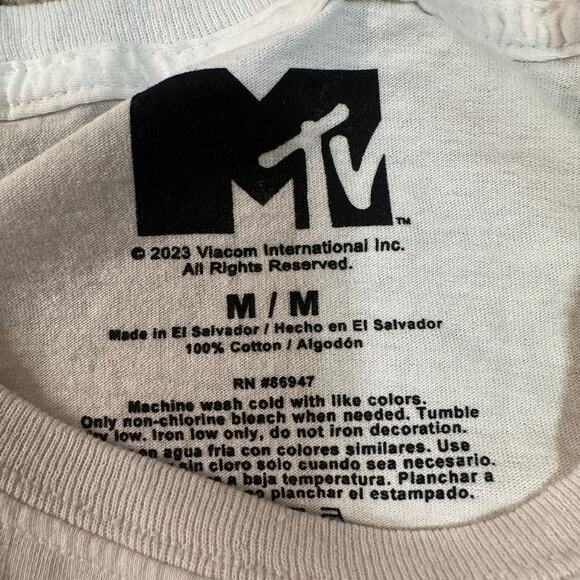 MTV
TM
© 2023 Viacom International Inc.
All Rights Reserved.
M / M
Made in El Salvador / Hecho en El Salvador
100% Cotton / Algodón
RN #86947
Machine wash cold with like colors.
Only non-chlorine bleach when needed. Tumble
low. Iron low only, do not iron decoration.
en agua fria con colores similares. Use
sin cloro solo cuando sea necesario.
a baja temperatura. Planchar a
no planchar el estampado.